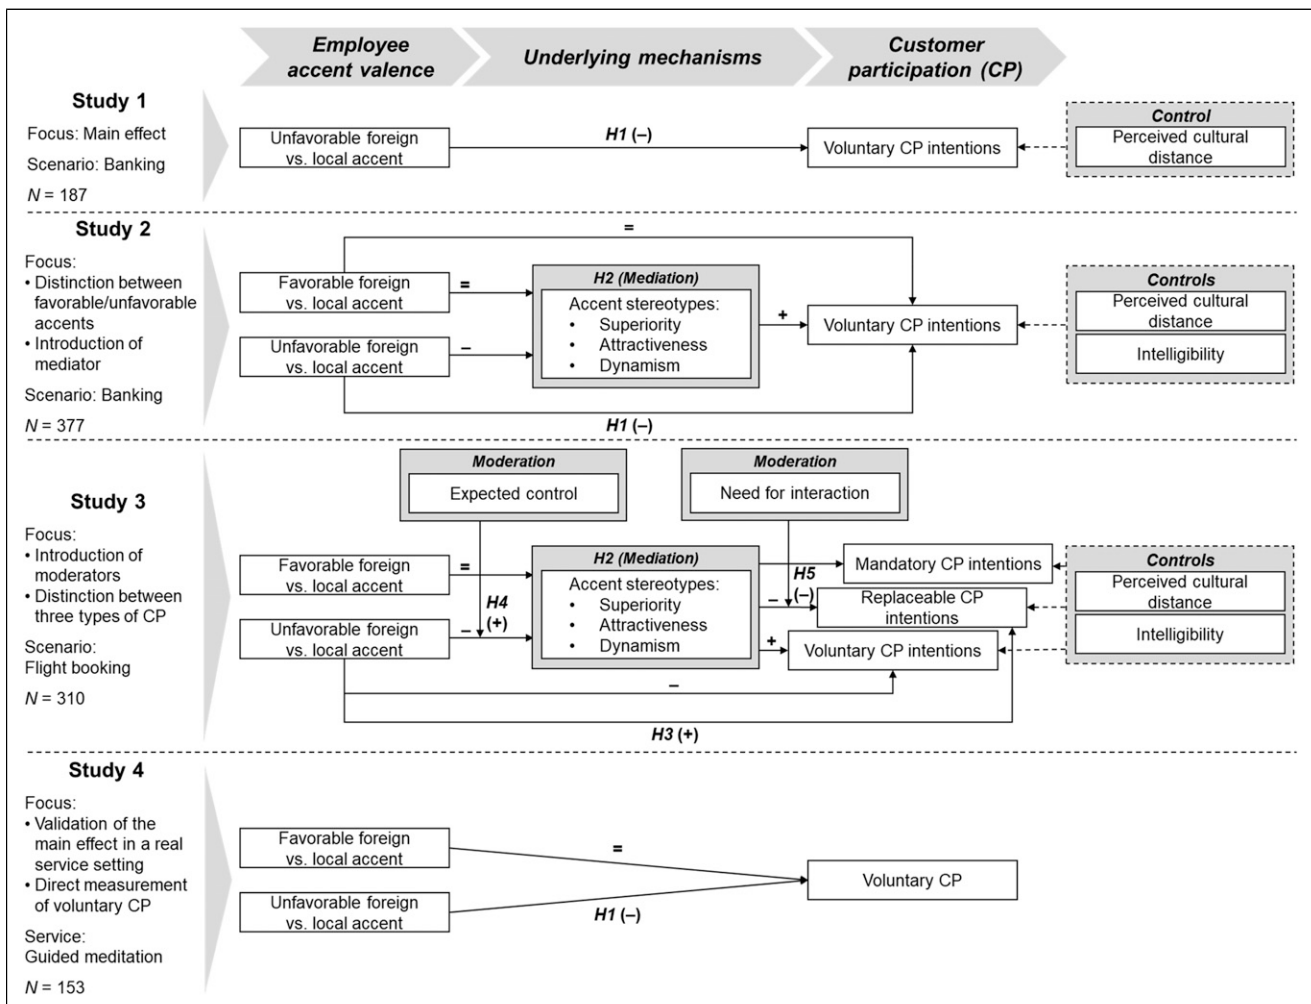 Employee
accent valence
Underlying mechanisms
Customer
participation (CP)
Study 1
Focus: Main effect
Scenario: Banking
N = 187
Unfavorable foreign
vs. local accent
H1 (–)
Voluntary CP intentions
Control
Perceived cultural
distance
Study 2
Focus:
• Distinction between
favorable/unfavorable
accents
• Introduction of
mediator
Scenario: Banking
N = 377
=
Favorable foreign
vs. local accent
=
Unfavorable foreign
vs. local accent
–
H2 (Mediation)
Accent stereotypes:
• Superiority
• Attractiveness
• Dynamism
+
Voluntary CP intentions
H1 (–)
Controls
Perceived cultural
distance
Intelligibility
Study 3
Focus:
• Introduction of
moderators
• Distinction between
three types of CP
Scenario:
Flight booking
N = 310
Moderation
Expected control
Moderation
Need for interaction
Favorable foreign
vs. local accent
=
Unfavorable foreign
vs. local accent
–
H4
(+)
H2 (Mediation)
Accent stereotypes:
• Superiority
• Attractiveness
• Dynamism
–
H5
(–)
+
Mandatory CP intentions
Replaceable CP
intentions
Voluntary CP intentions
–
H3 (+)
Controls
Perceived cultural
distance
Intelligibility
Study 4
Focus:
• Validation of the
main effect in a real
service setting
• Direct measurement
of voluntary CP
Service:
Guided meditation
N = 153
Favorable foreign
vs. local accent
=
Unfavorable foreign
vs. local accent
H1 (–)
Voluntary CP